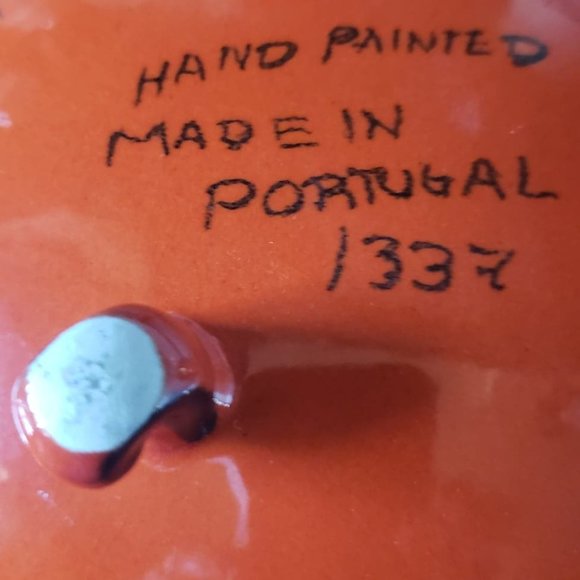 HAND PAINTED
MADE IN
PORTUGAL
1337